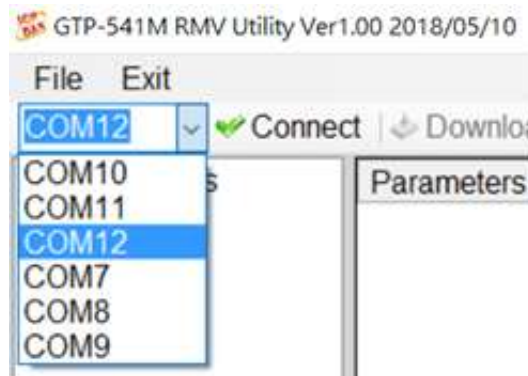 GTP-541M RMV Utility Ver1.00 2018/05/10
File Exit
COM12 Connect
COM10
COM11
COM12
COM7
COM8
COM9
Parameters